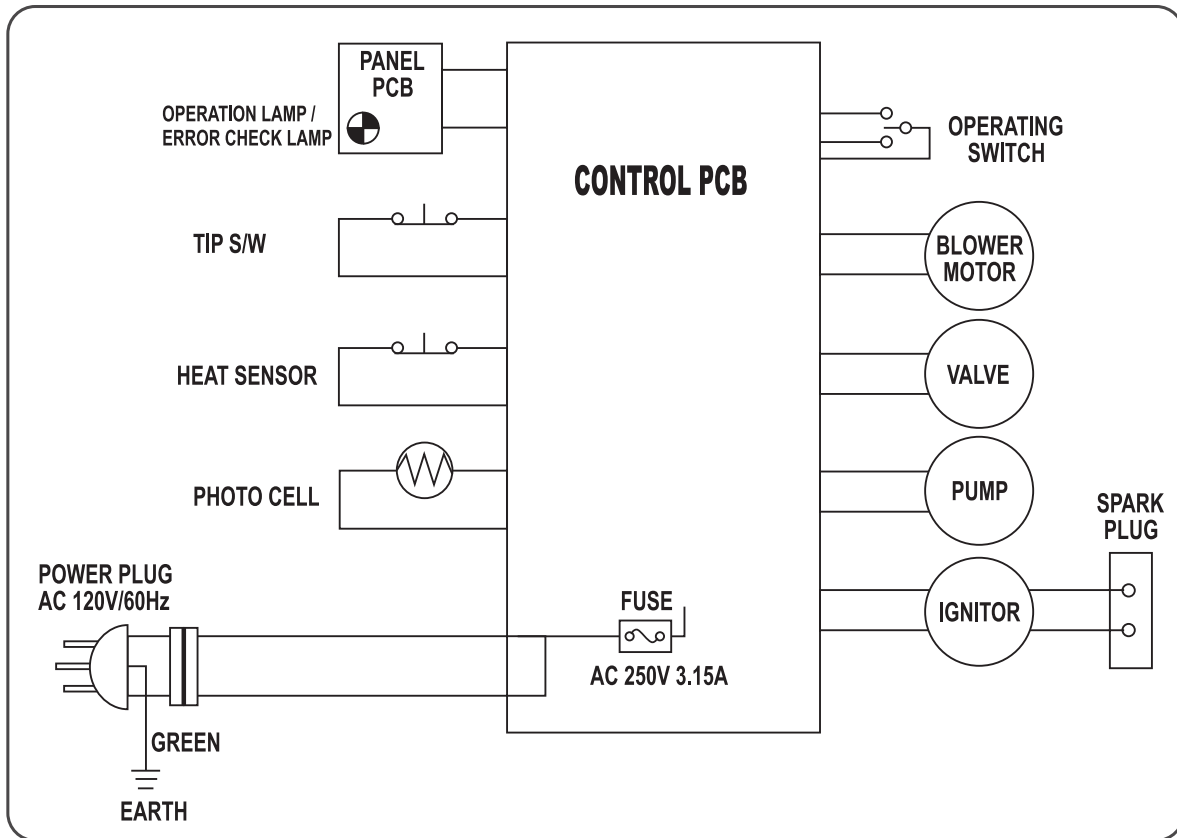 PANEL
PCB
OPERATION LAMP /
ERROR CHECK LAMP
TIP S/W
HEAT SENSOR
PHOTO CELL
POWER PLUG
AC 120V/60Hz
GREEN
EARTH
CONTROL PCB
FUSE
AC 250V 3.15A
OPERATING
SWITCH
BLOWER
MOTOR
VALVE
PUMP
IGNITOR
SPARK
PLUG